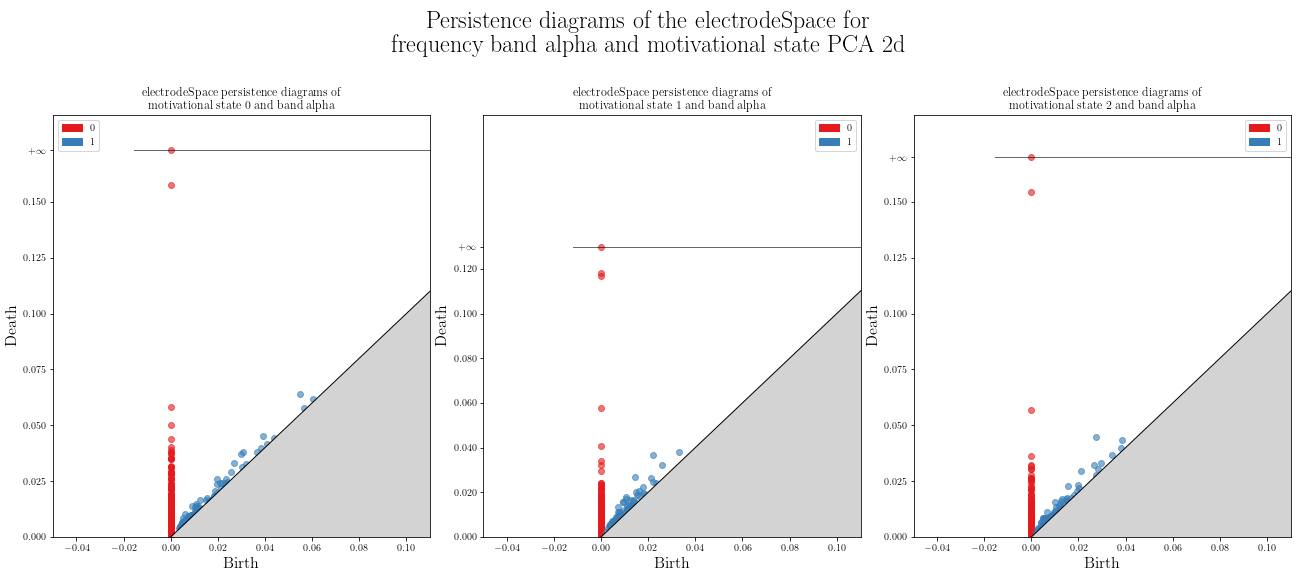 Persistence diagrams of the electrodeSpace for
frequency band alpha and motivational state PCA 2d
electrodeSpace persistence diagrams of
motivational state 0 and band alpha
0
1
+∞
0.150
0.125
0.100
0.075
0.050
0.025
0.000
Death
−0.04 −0.02 0.00 0.02 0.04 0.06 0.08 0.10
Birth
electrodeSpace persistence diagrams of
motivational state 1 and band alpha
0
1
+∞
0.120
0.100
0.080
0.060
0.040
0.020
0.000
Death
−0.04 −0.02 0.00 0.02 0.04 0.06 0.08 0.10
Birth
electrodeSpace persistence diagrams of
motivational state 2 and band alpha
0
1
+∞
0.150
0.125
0.100
0.075
0.050
0.025
0.000
Death
−0.04 −0.02 0.00 0.02 0.04 0.06 0.08 0.10
Birth